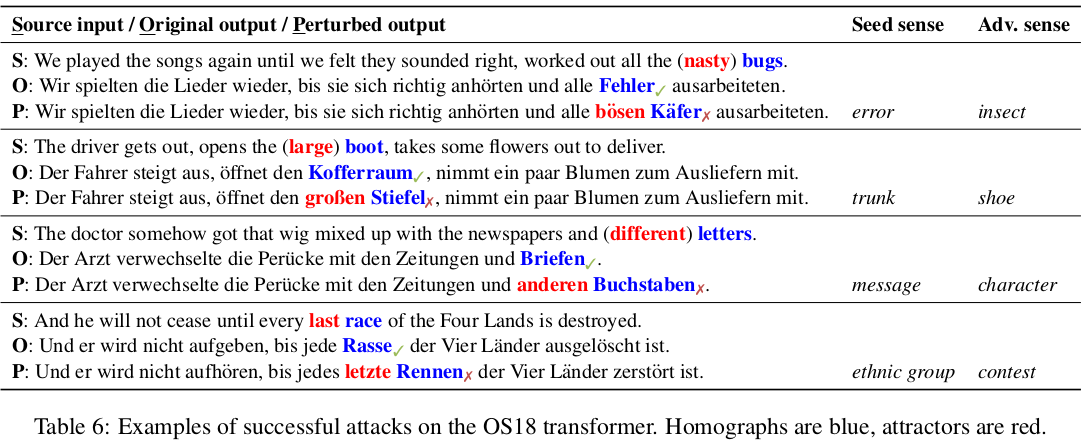 Source input / Original output / Perturbed output Seed sense Adv. sense
S: We played the songs again until we felt they sounded right, worked out all the (nasty) bugs.
O: Wir spielten die Lieder wieder, bis sie sich richtig anhörten und alle Fehler✓ ausarbeiteten.
P: Wir spielten die Lieder wieder, bis sie sich richtig anhörten und alle bösen Käfer✗ ausarbeiteten. error insect
S: The driver gets out, opens the (large) boot, takes some flowers out to deliver.
O: Der Fahrer steigt aus, öffnet den Kofferraum✓, nimmt ein paar Blumen zum Ausliefern mit.
P: Der Fahrer steigt aus, öffnet den großen Stiefel✗, nimmt ein paar Blumen zum Ausliefern mit. trunk shoe
S: The doctor somehow got that wig mixed up with the newspapers and (different) letters.
O: Der Arzt verwechselte die Perücke mit den Zeitungen und Briefen✓.
P: Der Arzt verwechselte die Perücke mit den Zeitungen und anderen Buchstaben✗. message character
S: And he will not cease until every last race of the Four Lands is destroyed.
O: Und er wird nicht aufgeben, bis jede Rasse✓ der Vier Länder ausgelöscht ist.
P: Und er wird nicht aufhören, bis jedes letzte Rennen✗ der Vier Länder zerstört ist. ethnic group contest
Table 6: Examples of successful attacks on the OS18 transformer. Homographs are blue, attractors are red.